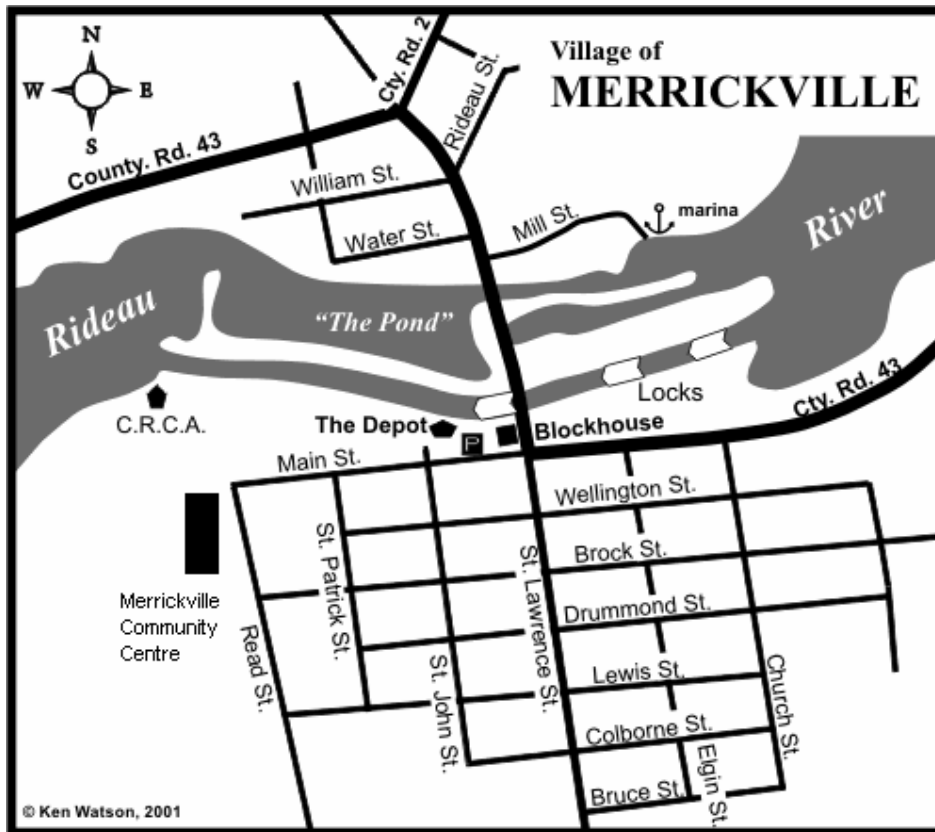 N
W E
S
Village of
MERRICKVILLE
Cty. Rd. 2
Rideau St.
County. Rd. 43
William St.
Water St.
Mill St.
marina
River
Rideau
“The Pond”
Locks
Cty. Rd. 43
C.R.C.A.
The Depot
P
Blockhouse
Main St.
Wellington St.
St. Patrick St.
Brock St.
St. Lawrence St.
Merrickville
Community
Centre
Drummond St.
Read St.
St. John St.
Lewis St.
Church St.
Colborne St.
Elgin St.
Bruce St.
© Ken Watson, 2001